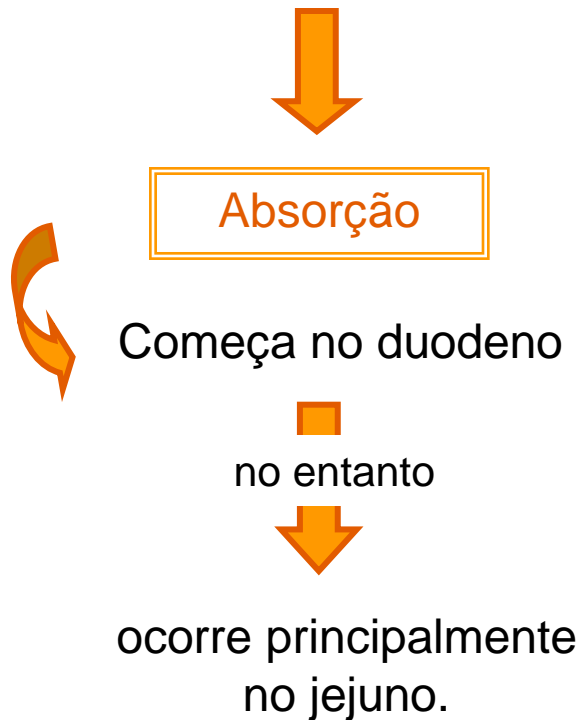 Absorção
Começa no duodeno
no entanto
ocorre principalmente
no jejuno.